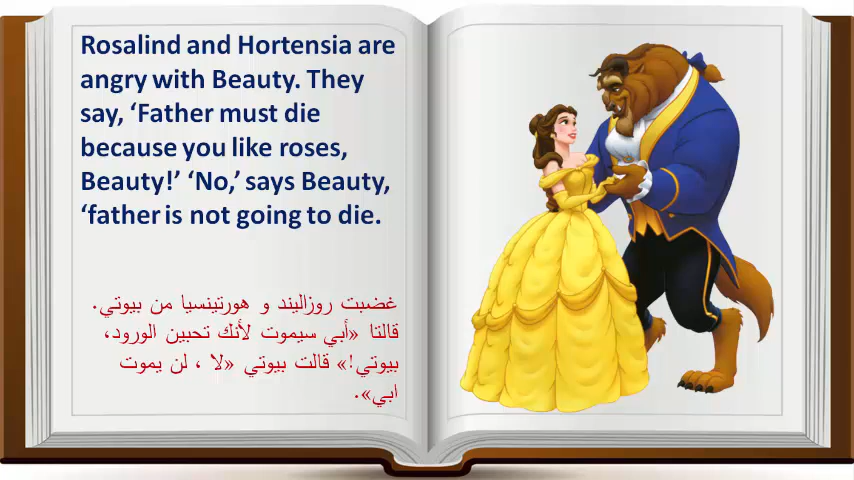 Rosalind and Hortensia are
angry with Beauty. They
say, ‘Father must die
because you like roses,
Beauty!’ ‘No,’ says Beauty,
‘father is not going to die.
غضبت روزاليند و هورتينسيا من بيوتي.
قالتا «أبي سيموت لأنك تحبين الورود،
بيوتي!» قالت بيوتي «لا ، لن يموت
ابي».